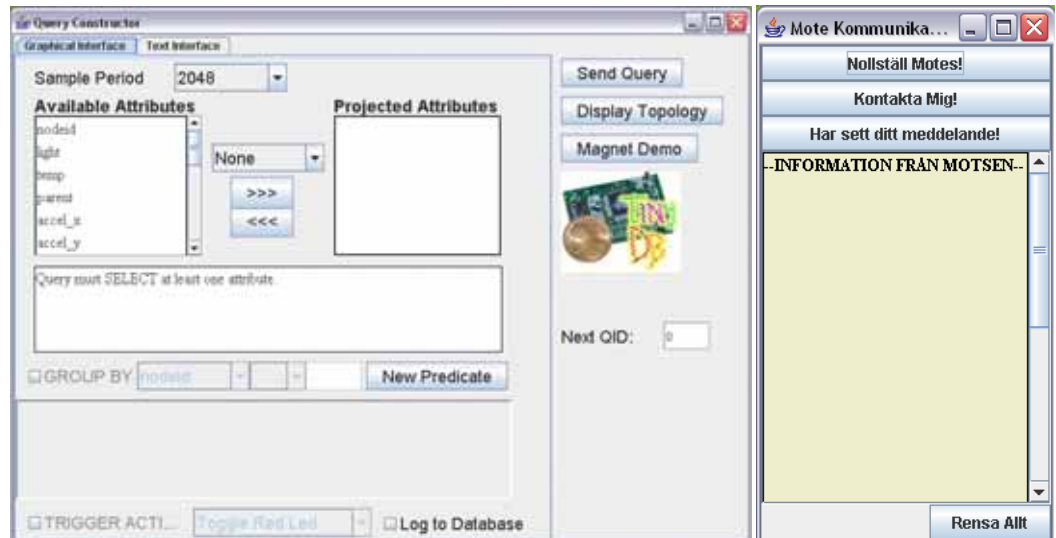 Query Constructor
Graphical Interface Text Interface
Sample Period 2048
Available Attributes Projected Attributes
nodeid
light
temp
parent
accel_x
accel_y
None
>>>
<<<
Query must SELECT at least one attribute.
GROUP BY nodeid
New Predicate
TRIGGER ACTI... Toggle Red Led Log to Database
Send Query
Display Topology
Magnet Demo
TINY
DB
Next QID: 0
Mote Kommunika...
Nollställ Motes!
Kontakta Mig!
Har sett ditt meddelande!
--INFORMATION FRÅN MOTSEN--
Rensa Allt